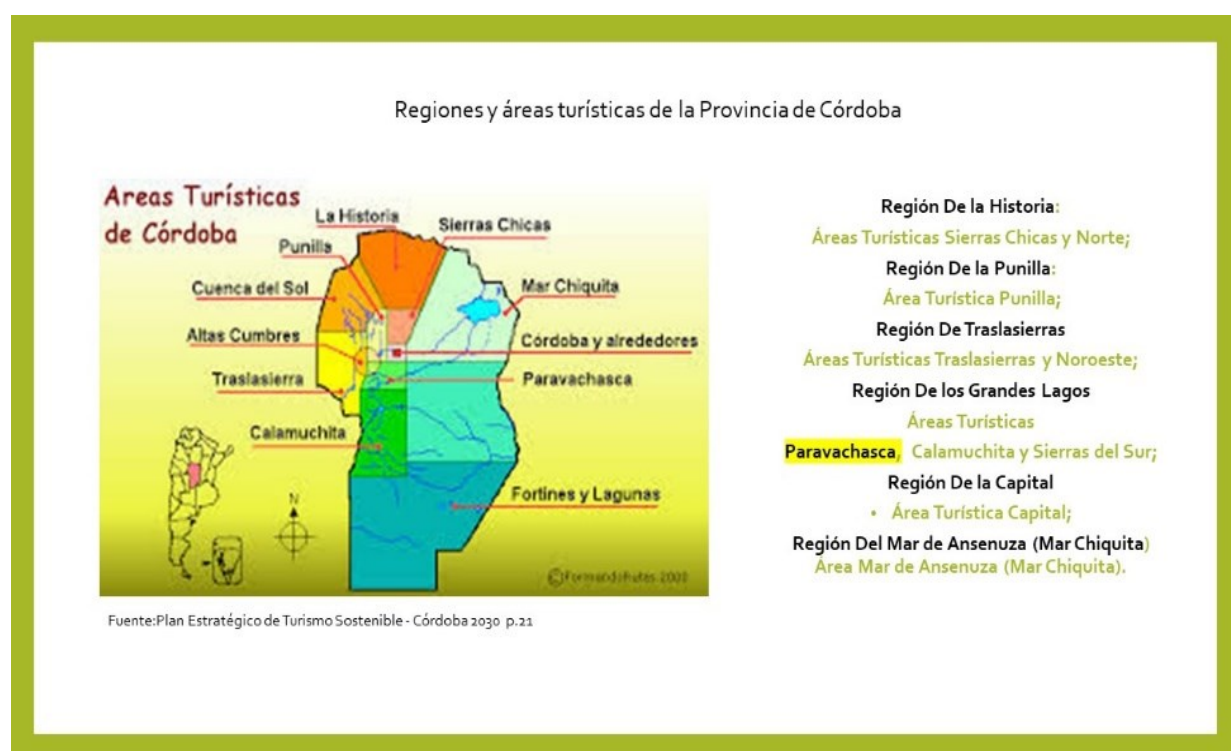 Regiones y áreas turísticas de la Provincia de Córdoba
Areas Turísticas
de Córdoba
La Historia
Sierras Chicas
Punilla
Cuenca del Sol
Mar Chiquita
Altas Cumbres
Córdoba y alrededores
Traslasierra
Paravachasca
Calamuchita
Fortines y Lagunas
N
©FormandoRutas 2000
Fuente:Plan Estratégico de Turismo Sostenible - Córdoba 2030 p.21
Región De la Historia:
Áreas Turísticas Sierras Chicas y Norte;
Región De la Punilla:
Área Turística Punilla;
Región De Traslasierras
Áreas Turísticas Traslasierras y Noroeste;
Región De los Grandes Lagos
Áreas Turísticas
Paravachasca, Calamuchita y Sierras del Sur;
Región De la Capital
• Área Turística Capital;
Región Del Mar de Ansenuza (Mar Chiquita)
Área Mar de Ansenuza (Mar Chiquita).